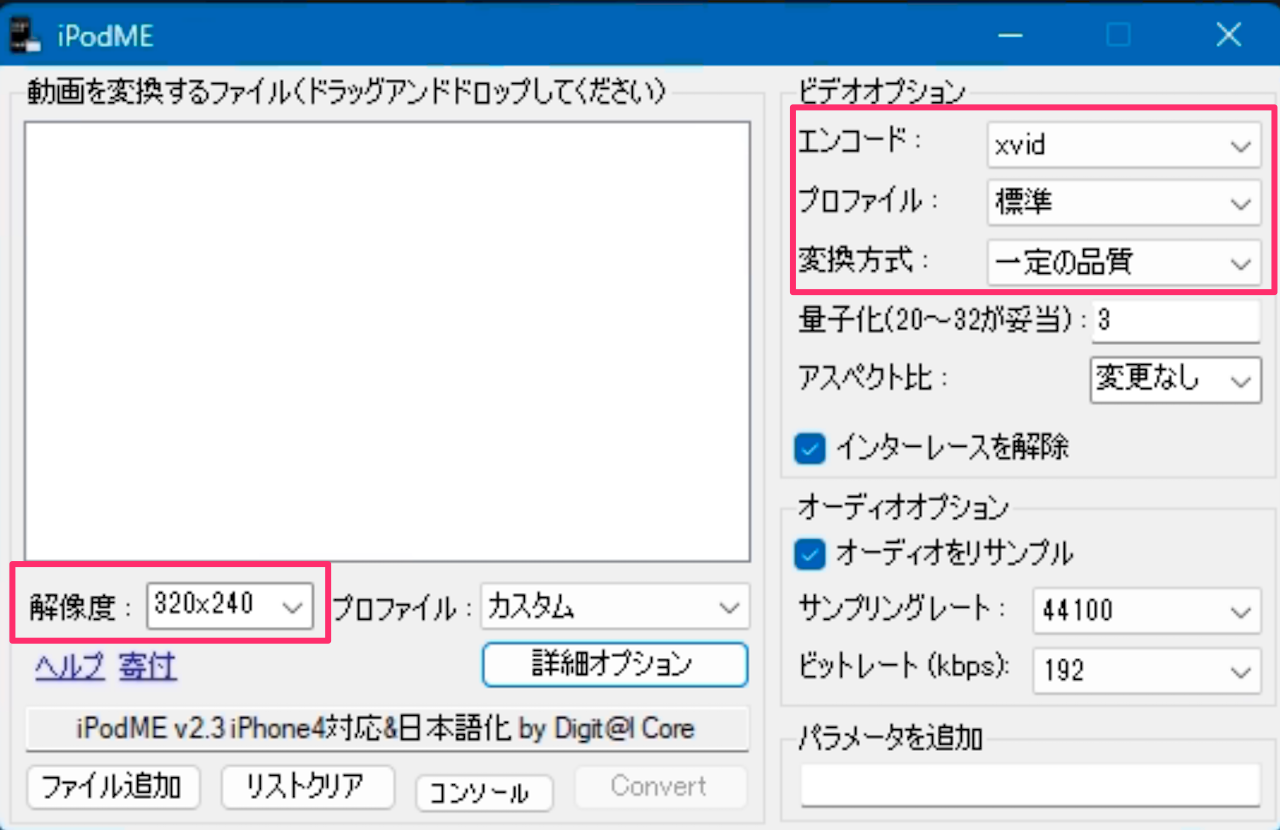 iPodME
動画を変換するファイル(ドラッグアンドドロップしてください)
解像度 : 320x240
プロファイル : カスタム
ヘルプ 寄付
詳細オプション
iPodME v2.3 iPhone4対応&日本語化 by Digit@l Core
ファイル追加 リストクリア コンソール Convert
ビデオオプション
エンコード : xvid
プロファイル : 標準
変換方式 : 一定の品質
量子化(20～32が妥当) : 3
アスペクト比 : 変更なし
インターレースを解除
オーディオオプション
オーディオをリサンプル
サンプリングレート : 44100
ビットレート (kbps): 192
パラメータを追加